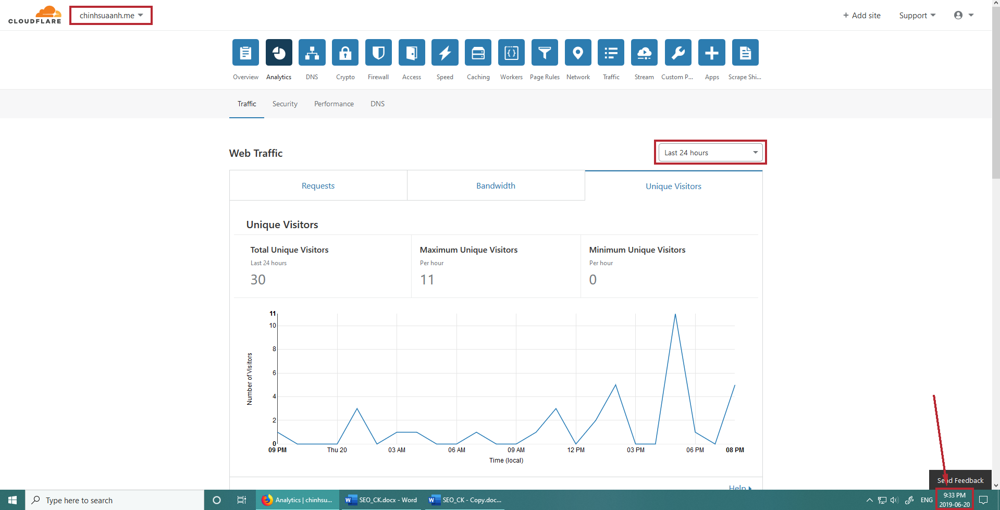 CLOUDFLARE
chinhsuaanh.me
+ Add site
Support
Overview
Analytics
DNS
Crypto
Firewall
Access
Speed
Caching
Workers
Page Rules
Network
Traffic
Stream
Custom P...
Apps
Scrape Shi...
Traffic
Security
Performance
DNS
Web Traffic
Last 24 hours
Requests
Bandwidth
Unique Visitors
Unique Visitors
Total Unique Visitors
Last 24 hours
30
Maximum Unique Visitors
Per hour
11
Minimum Unique Visitors
Per hour
0
Number of Visitors
11
10
8
6
4
2
0
09 PM
Thu 20
03 AM
06 AM
09 AM
12 PM
03 PM
06 PM
08 PM
Time (local)
Help
Send Feedback
Type here to search
Analytics | chinhsu...
SEO_CK.docx - Word
SEO_CK - Copy.doc...
ENG
9:33 PM
2019-06-20